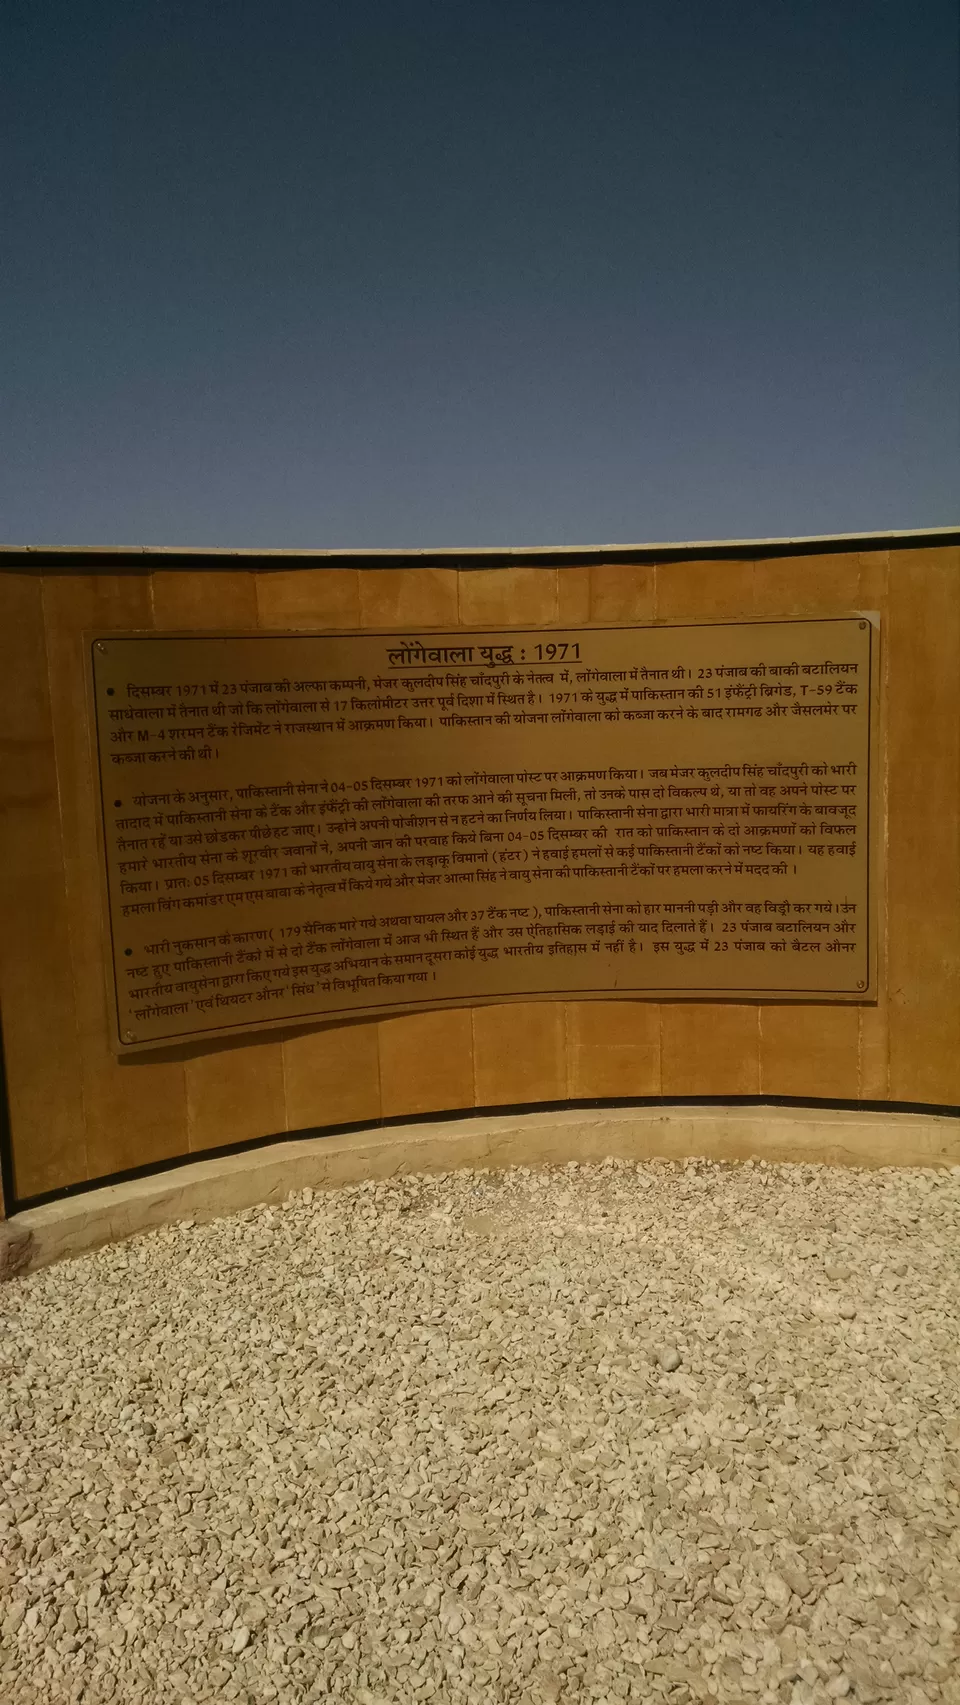 लोंगेवाला युद्ध : 1971
• दिसम्बर 1971 में 23 पंजाब की अल्फा कम्पनी, मेजर कुलदीप सिंह चाँदपुरी के नेतत्व में, लोंगेवाला में तैनात थी। 23 पंजाब की बाकी बटालियन
साधेवाला में तैनात थी जो कि लोंगेवाला से 17 किलोमीटर उत्तर पूर्व दिशा में स्थित है। 1971 के युद्ध में पाकिस्तान की 51 इंफैंट्री ब्रिगेड, T-59 टैंक
और M-4 शरमन टैंक रेजिमेंट ने राजस्थान में आक्रमण किया। पाकिस्तान की योजना लोंगेवाला को कब्जा करने के बाद रामगढ और जैसलमेर पर
कब्जा करने की थी।
• योजना के अनुसार, पाकिस्तानी सेना ने 04-05 दिसम्बर 1971 को लोंगेवाला पोस्ट पर आक्रमण किया। जब मेजर कुलदीप सिंह चाँदपुरी को भारी
तादाद में पाकिस्तानी सेना के टैंक और इंफैंट्री की लोंगेवाला की तरफ आने की सूचना मिली, तो उनके पास दो विकल्प थे, या तो वह अपने पोस्ट पर
तैनात रहें या उसे छोडकर पीछे हट जाए। उन्होने अपनी पोजीशन से न हटने का निर्णय लिया। पाकिस्तानी सेना द्वारा भारी मात्रा में फायरिंग के बावजूद
हमारे भारतीय सेना के शूरवीर जवानों ने, अपनी जान की परवाह किये बिना 04-05 दिसम्बर की रात को पाकिस्तान के दो आक्रमणों को विफल
किया। प्रातः 05 दिसम्बर 1971 को भारतीय वायु सेना के लड़ाकू विमानों (हंटर) ने हवाई हमलों से कई पाकिस्तानी टैंकों को नष्ट किया। यह हवाई
हमला विंग कमांडर एम एस बावा के नेतृत्व में किये गये और मेजर आत्मा सिंह ने वायु सेना की पाकिस्तानी टैंकों पर हमला करने में मदद की।
• भारी नुकसान के कारण (179 सैनिक मारे गये अथवा घायल और 37 टैंक नष्ट), पाकिस्तानी सेना को हार माननी पड़ी और वह विड्रौ कर गये। उन
नष्ट हुए पाकिस्तानी टैंकों में से दो टैंक लोंगेवाला में आज भी स्थित हैं और उस ऐतिहासिक लड़ाई की याद दिलाते हैं। 23 पंजाब बटालियन और
भारतीय वायुसेना द्वारा किए गये इस युद्ध अभियान के समान दूसरा कोई युद्ध भारतीय इतिहास में नहीं है। इस युद्ध में 23 पंजाब को बैटल औनर
'लोंगेवाला' एवं थियटर औनर 'सिंध' से विभूषित किया गया।